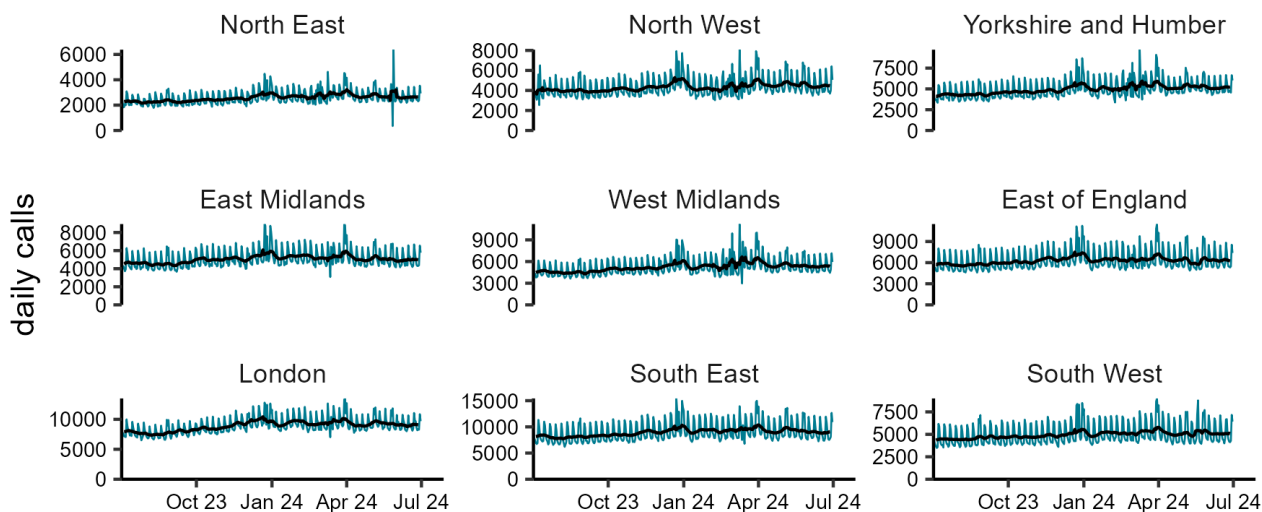 North East
North West
Yorkshire and Humber
6000
4000
2000
0
8000
6000
4000
2000
0
7500
5000
2500
0
daily calls
East Midlands
West Midlands
East of England
8000
6000
4000
2000
0
9000
6000
3000
0
9000
6000
3000
0
London
South East
South West
10000
5000
0
15000
10000
5000
0
7500
5000
2500
0
Oct 23 Jan 24 Apr 24 Jul 24
Oct 23 Jan 24 Apr 24 Jul 24
Oct 23 Jan 24 Apr 24 Jul 24